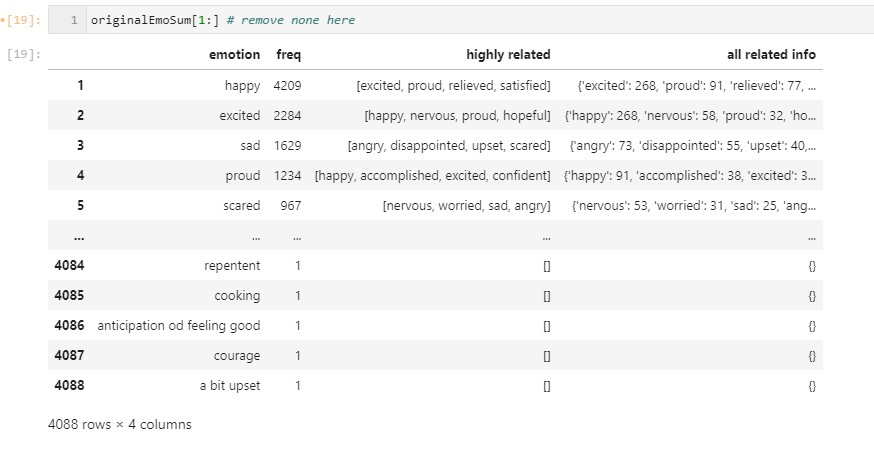 [19]: 1 originalEmoSum[1:] # remove none here
[19]: emotion freq highly related all related info
1 happy 4209 [excited, proud, relieved, satisfied] {'excited': 268, 'proud': 91, 'relieved': 77, ...
2 excited 2284 [happy, nervous, proud, hopeful] {'happy': 268, 'nervous': 58, 'proud': 32, 'ho...
3 sad 1629 [angry, disappointed, upset, scared] {'angry': 73, 'disappointed': 55, 'upset': 40,...
4 proud 1234 [happy, accomplished, excited, confident] {'happy': 91, 'accomplished': 38, 'excited': 3...
5 scared 967 [nervous, worried, sad, angry] {'nervous': 53, 'worried': 31, 'sad': 25, 'ang...
... ... ... ... ...
4084 repentent 1 [] {}
4085 cooking 1 [] {}
4086 anticipation od feeling good 1 [] {}
4087 courage 1 [] {}
4088 a bit upset 1 [] {}
4088 rows × 4 columns